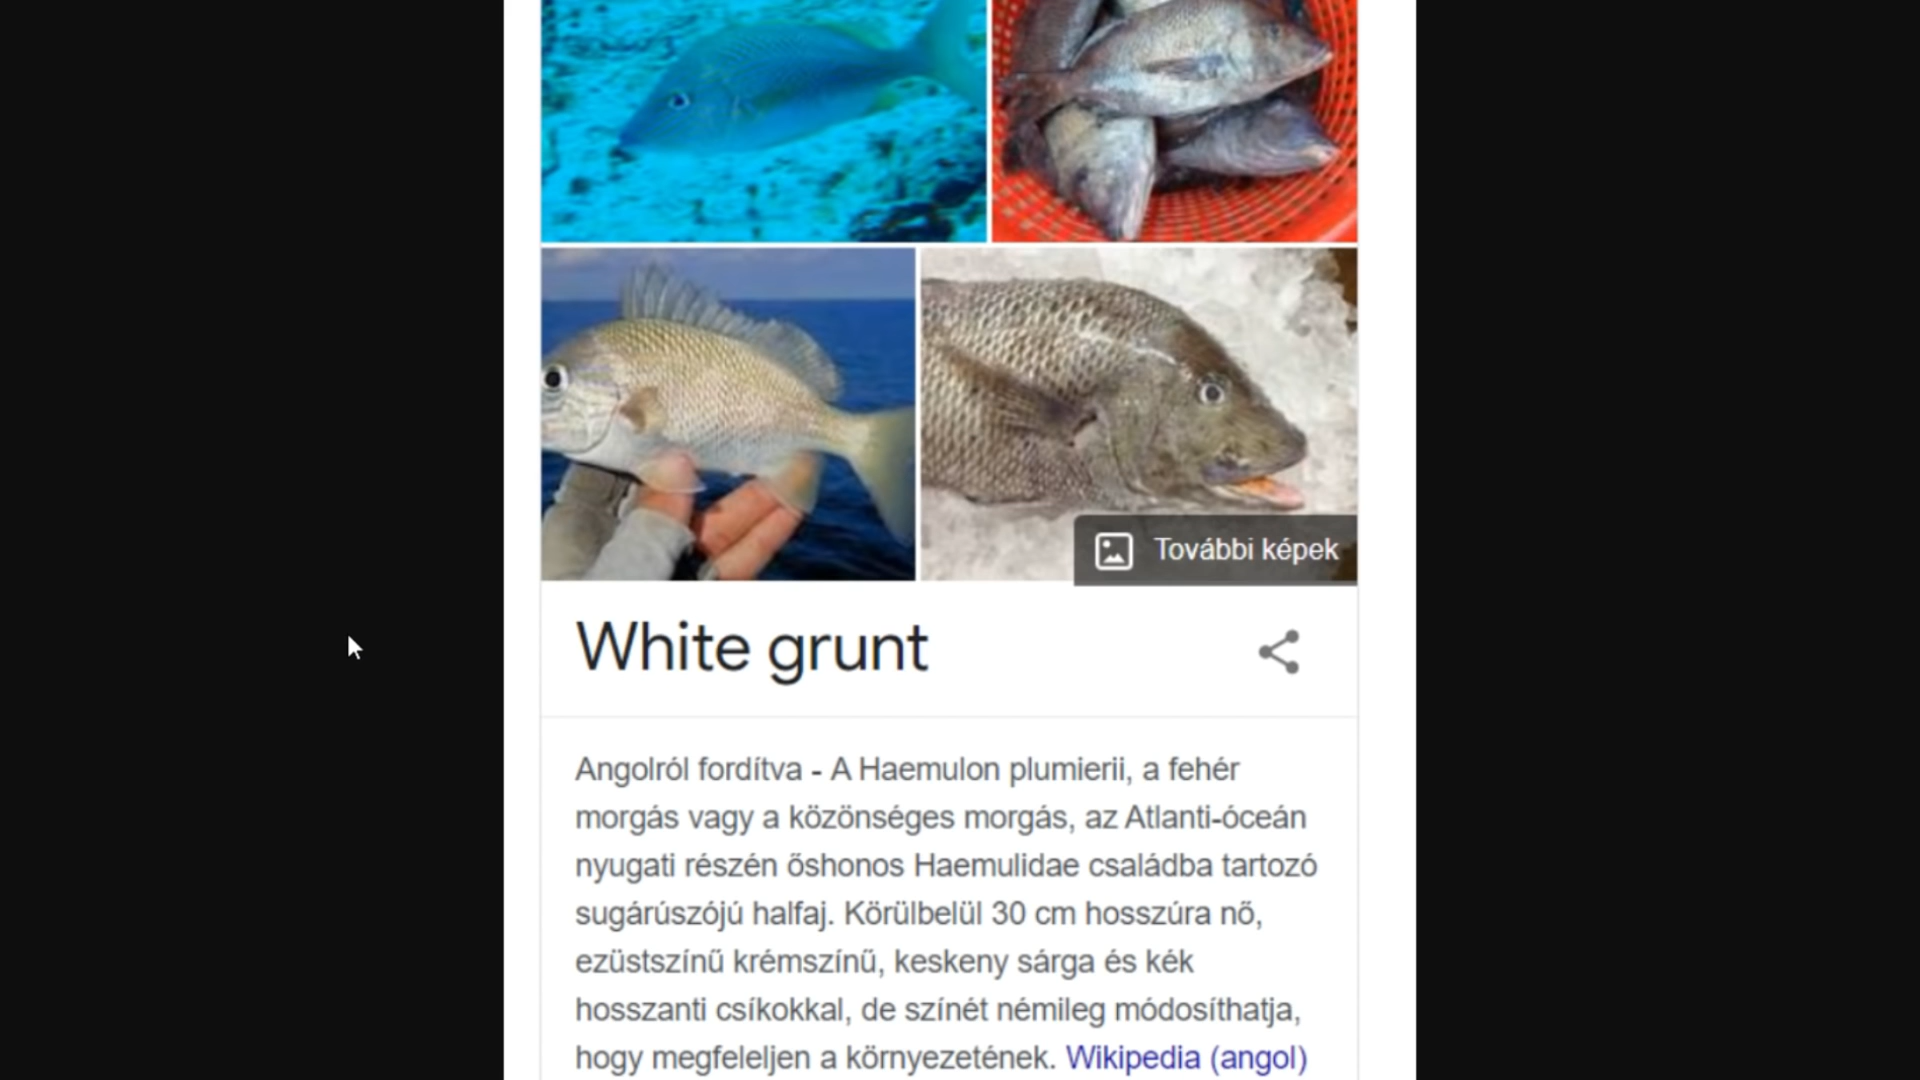 További képek
White grunt
Angolról fordítva - A Haemulon plumierii, a fehér
morgás vagy a közönséges morgás, az Atlanti-óceán
nyugati részén őshonos Haemulidae családba tartozó
sugárúszójú halfaj. Körülbelül 30 cm hosszúra nő,
ezüstszínű krémszínű, keskeny sárga és kék
hosszanti csíkokkal, de színét némileg módosíthatja,
hogy megfeleljen a környezetének. Wikipedia (angol)